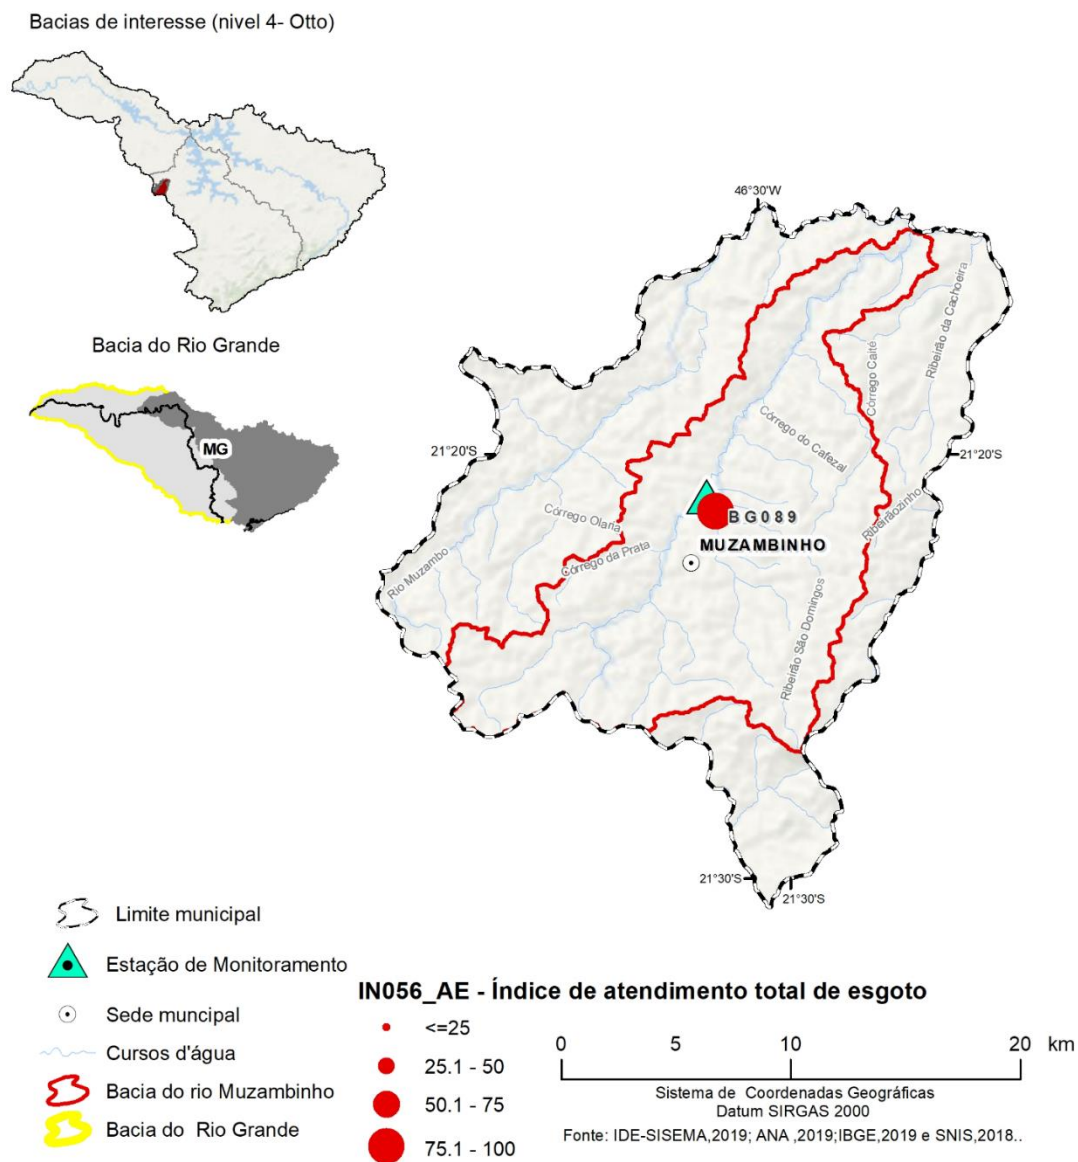 Bacias de interesse (nivel 4- Otto)
Bacia do Rio Grande
MG
46°30'W
21°20'S
21°20'S
Ribeirão da Cachoeira
Córrego Caité
Córrego do Cafezal
Ribeirãozinho
Córrego Olaria
Rio Muzambo
Córrego da Prata
BG089
MUZAMBINHO
Ribeirão São Domingos
21°30'S
21°30'S
Limite municipal
Estação de Monitoramento
Sede muncipal
Cursos d'água
Bacia do rio Muzambinho
Bacia do Rio Grande
IN056_AE - Índice de atendimento total de esgoto
<=25
25.1 - 50
50.1 - 75
75.1 - 100
0 5 10 20 km
Sistema de Coordenadas Geográficas
Datum SIRGAS 2000
Fonte: IDE-SISEMA,2019; ANA ,2019;IBGE,2019 e SNIS,2018..